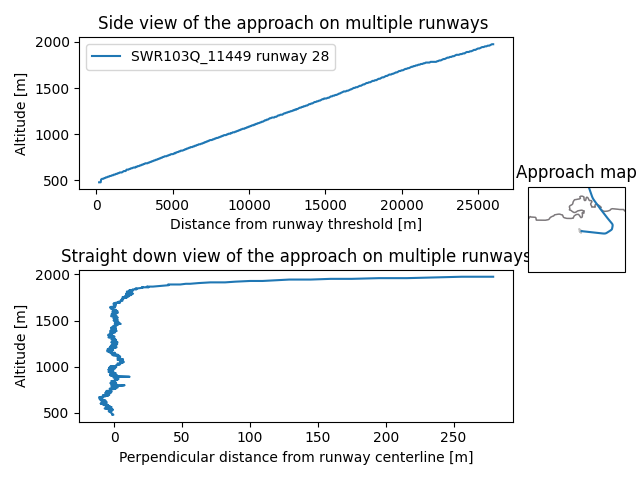 Side view of the approach on multiple runways
2000
1500
1000
500
Altitude [m]
SWR103Q_11449 runway 28
0 5000 10000 15000 20000 25000
Distance from runway threshold [m]
Approach map
Straight down view of the approach on multiple runways
2000
1500
1000
500
Altitude [m]
0 50 100 150 200 250
Perpendicular distance from runway centerline [m]